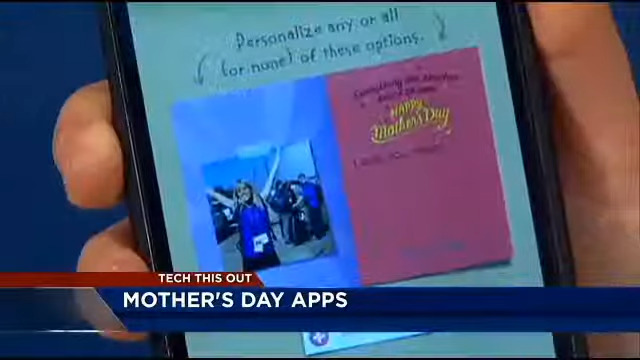 Personalize any or all
(or none) of these options.
HAPPY
Mother's Day
TECH THIS OUT
MOTHER'S DAY APPS